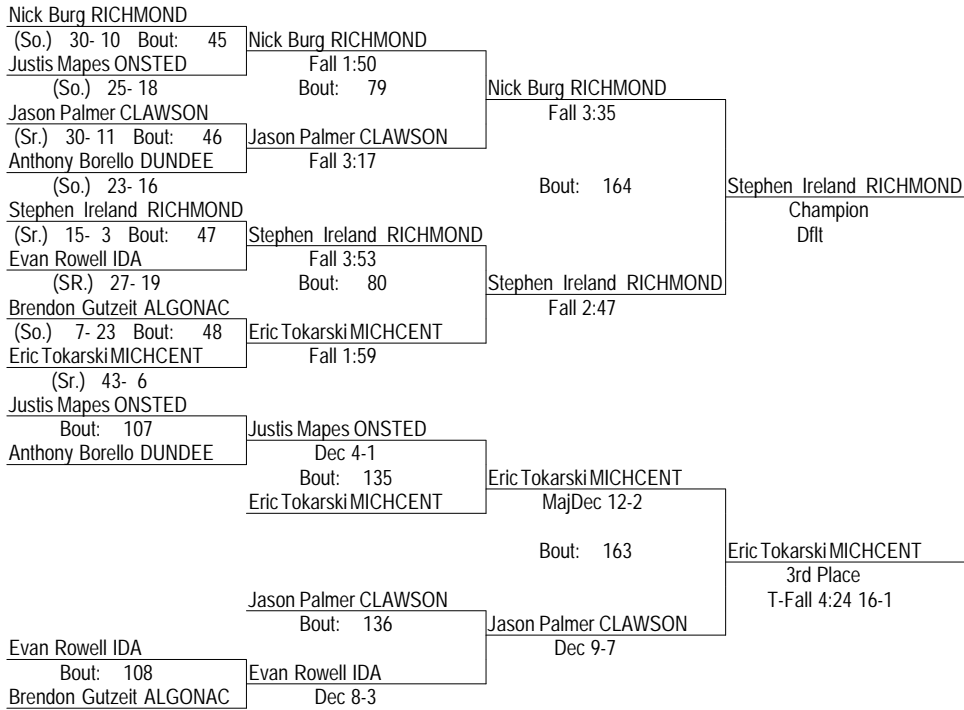 Nick Burg RICHMOND
(So.) 30- 10 Bout: 45
Nick Burg RICHMOND
Justis Mapes ONSTED
Fall 1:50
(So.) 25- 18
Bout: 79
Nick Burg RICHMOND
Jason Palmer CLAWSON
Fall 3:35
(Sr.) 30- 11 Bout: 46
Jason Palmer CLAWSON
Anthony Borello DUNDEE
Fall 3:17
(So.) 23- 16
Bout: 164
Stephen Ireland RICHMOND
Stephen Ireland RICHMOND
Champion
(Sr.) 15- 3 Bout: 47
Stephen Ireland RICHMOND
Dflt
Evan Rowell IDA
Fall 3:53
(SR.) 27- 19
Bout: 80
Stephen Ireland RICHMOND
Brendon Gutzeit ALGONAC
Fall 2:47
(So.) 7- 23 Bout: 48
Eric Tokarski MICHCENT
Eric Tokarski MICHCENT
Fall 1:59
(Sr.) 43- 6
Justis Mapes ONSTED
Bout: 107
Justis Mapes ONSTED
Anthony Borello DUNDEE
Dec 4-1
Bout: 135
Eric Tokarski MICHCENT
Eric Tokarski MICHCENT
MajDec 12-2
Bout: 163
Eric Tokarski MICHCENT
3rd Place
Jason Palmer CLAWSON
T-Fall 4:24 16-1
Bout: 136
Jason Palmer CLAWSON
Evan Rowell IDA
Dec 9-7
Bout: 108
Evan Rowell IDA
Brendon Gutzeit ALGONAC
Dec 8-3